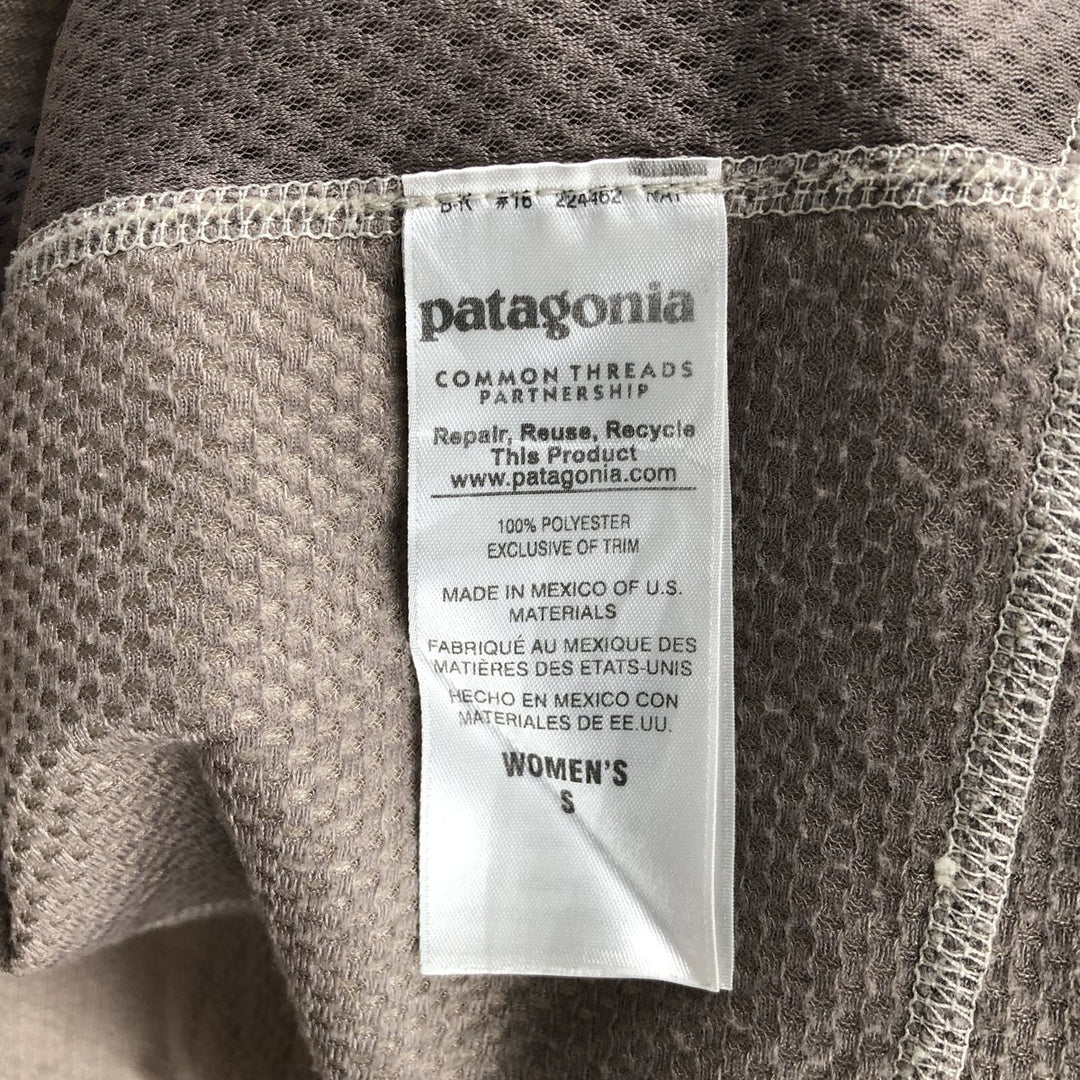 #16 224462
patagonia
COMMON THREADS
PARTNERSHIP
Repair, Reuse, Recycle
This Product
www.patagonia.com
100% POLYESTER
EXCLUSIVE OF TRIM
MADE IN MEXICO OF U.S.
MATERIALS
FABRIQUÉ AU MEXIQUE DES
MATIÈRES DES ETATS-UNIS
HECHO EN MEXICO CON
MATERIALES DE EE.UU.
WOMEN'S
S